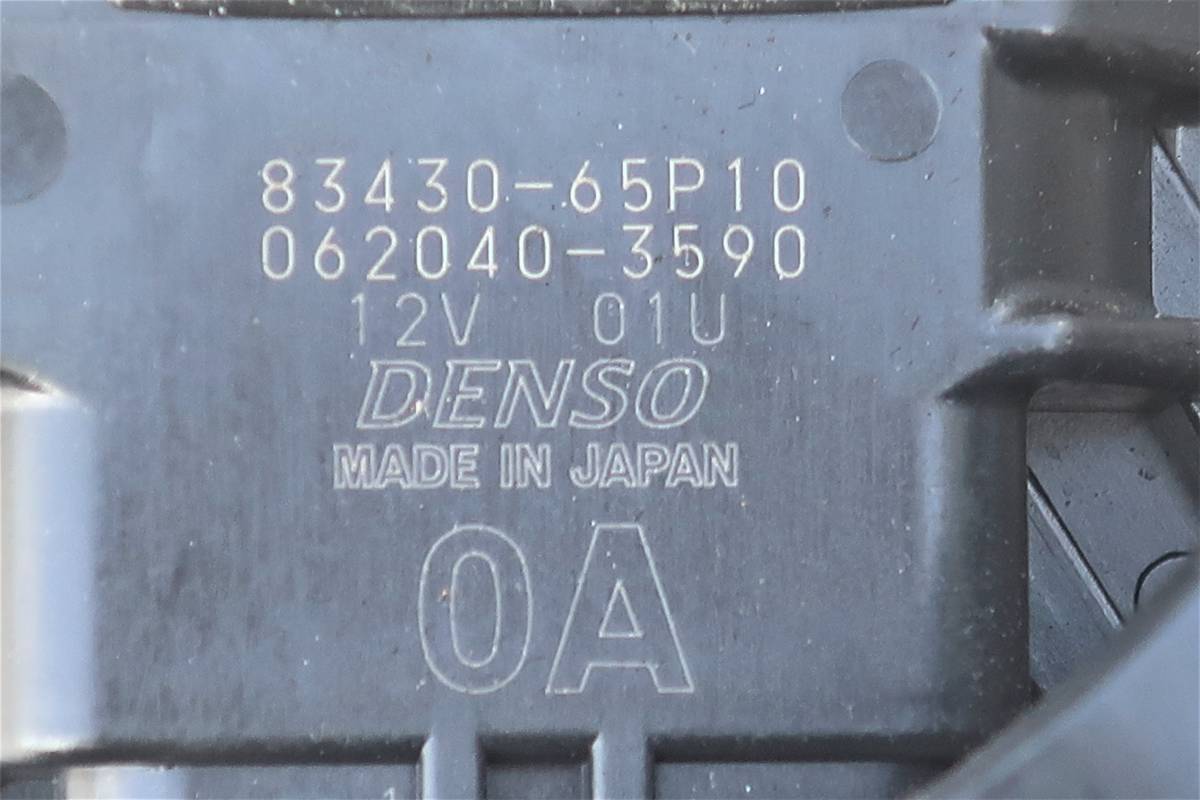 83430-65P10
062040-3590
12V 01U
DENSO
MADE IN JAPAN
0A